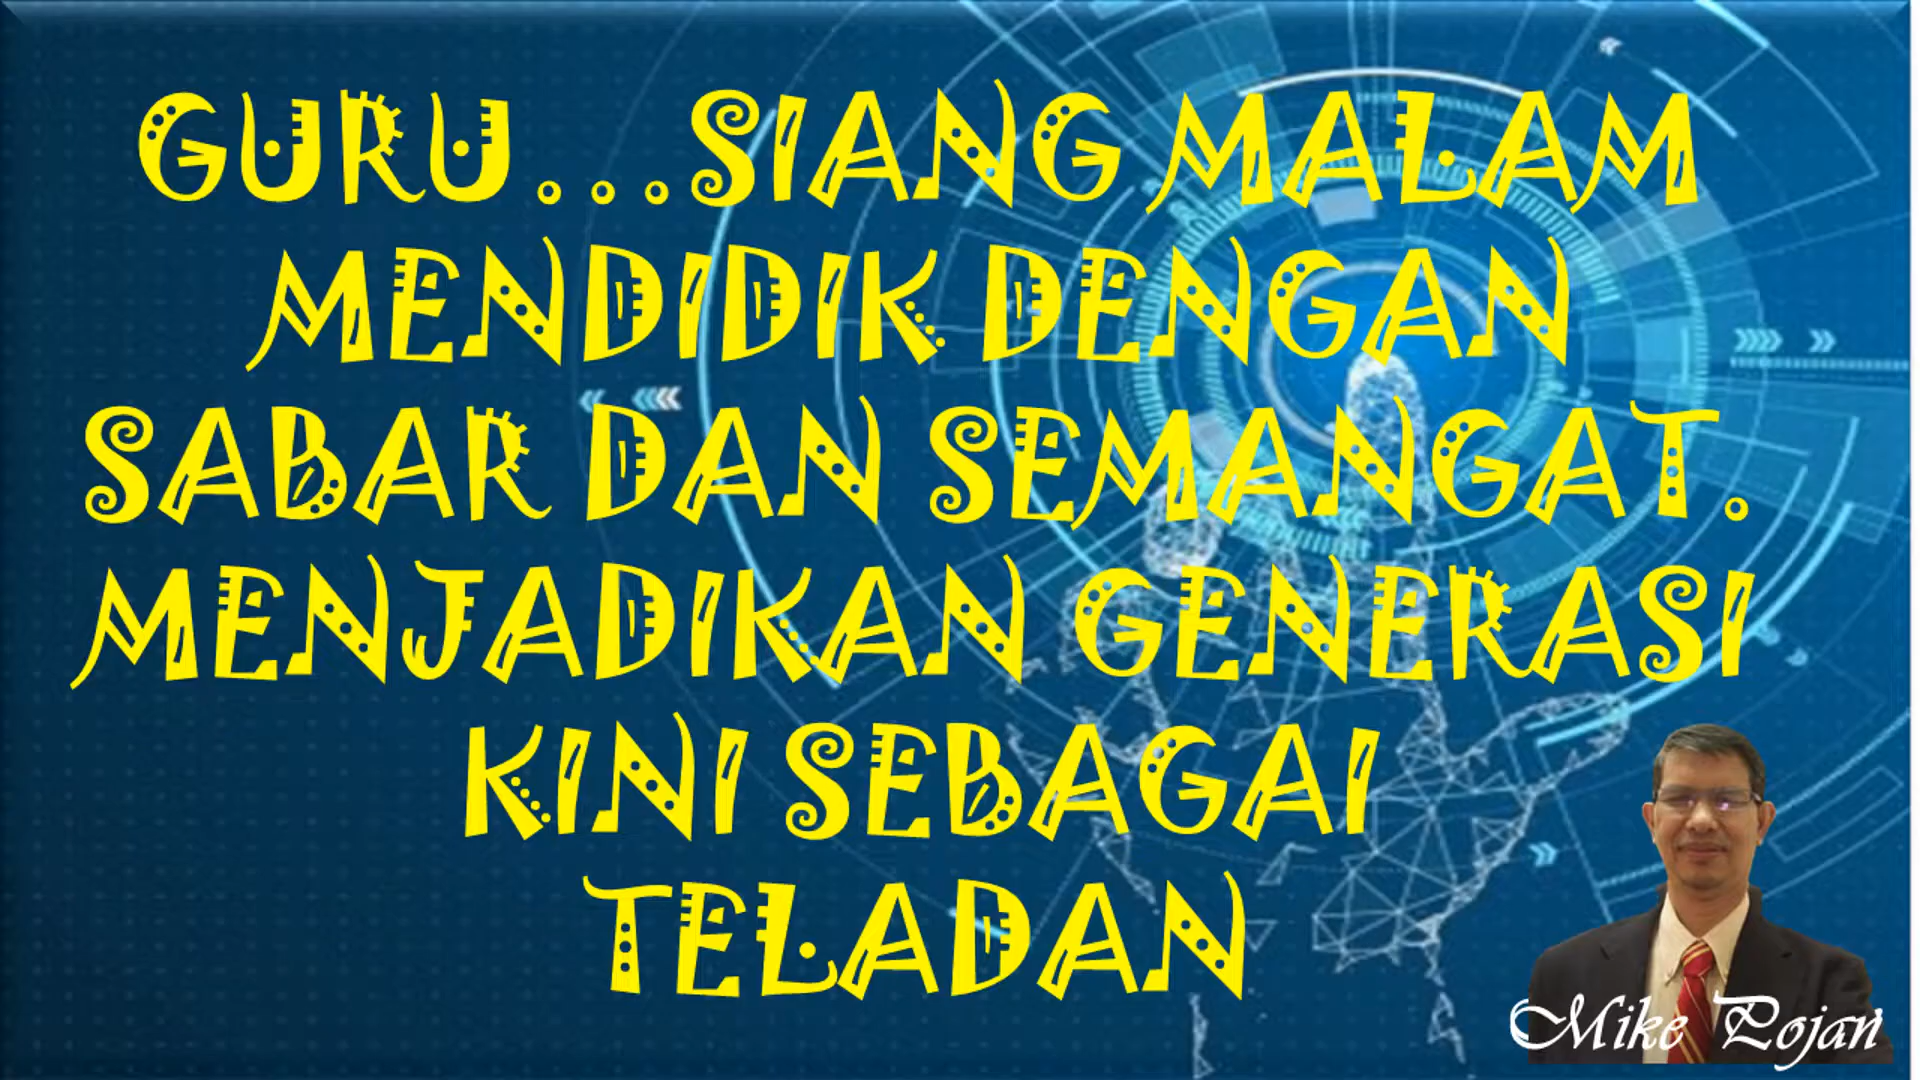 GURU...SIANG MALAM
MENDIDIK DENGAN
SABAR DAN SEMANGAT.
MENJADIKAN GENERASI
KINI SEBAGAI
TELADAN
Mike Pojan